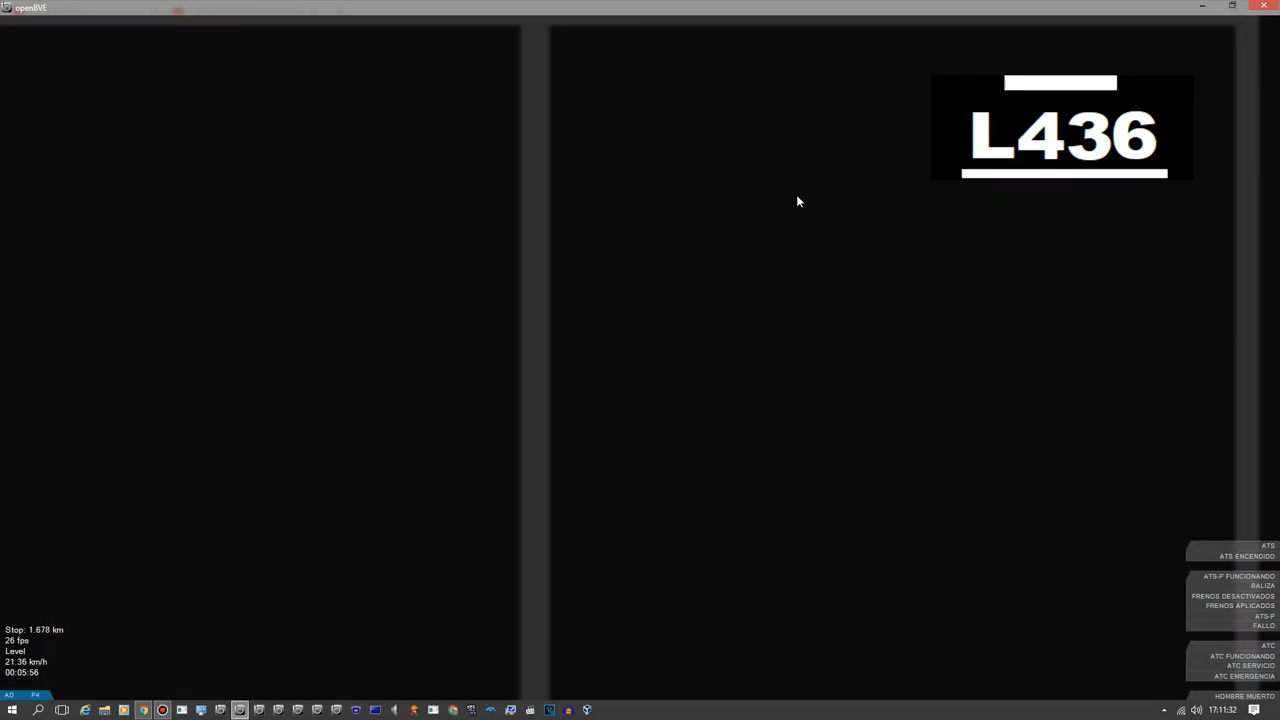 openBVE
L436
ATS
ATS ENCENDIDO
ATS-P FUNCIONANDO
BALIZA
FRENOS DESACTIVADOS
FRENOS APLICADOS
ATS-P
FALLO
ATC
ATC FUNCIONANDO
ATC SERVICIO
ATC EMERGENCIA
HOMBRE MUERTO
Stop: 1.678 km
26 fps
Level
21.36 km/h
00:05:56
AD P4
17:11:32